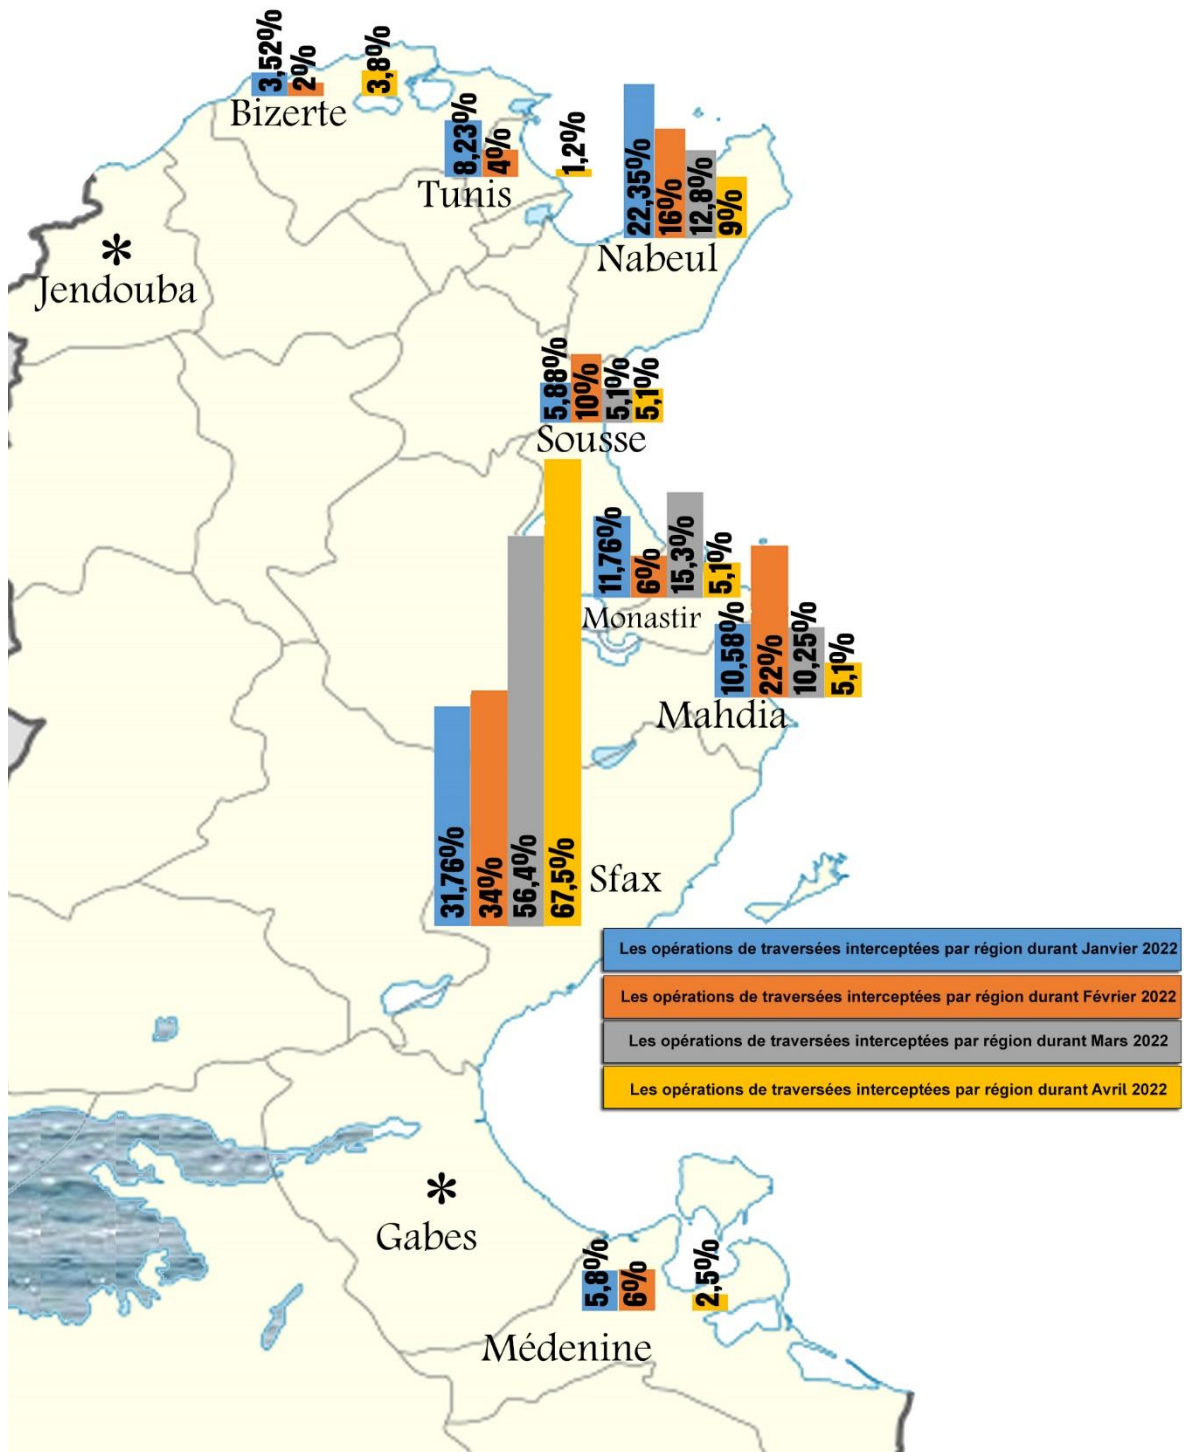 3,52%
2%
3,8%
Bizerte
8,23%
4%
1,2%
Tunis
22,35%
16%
12,8%
9%
Nabeul
*
Jendouba
5,88%
10%
5,1%
5,1%
Sousse
11,76%
6%
15,3%
5,1%
Monastir
10,58%
22%
10,25%
5,1%
Mahdia
31,76%
34%
56,4%
67,5%
Sfax
Les opérations de traversées interceptées par région durant Janvier 2022
Les opérations de traversées interceptées par région durant Février 2022
Les opérations de traversées interceptées par région durant Mars 2022
Les opérations de traversées interceptées par région durant Avril 2022
*
Gabes
5,8%
6%
2,5%
Médenine